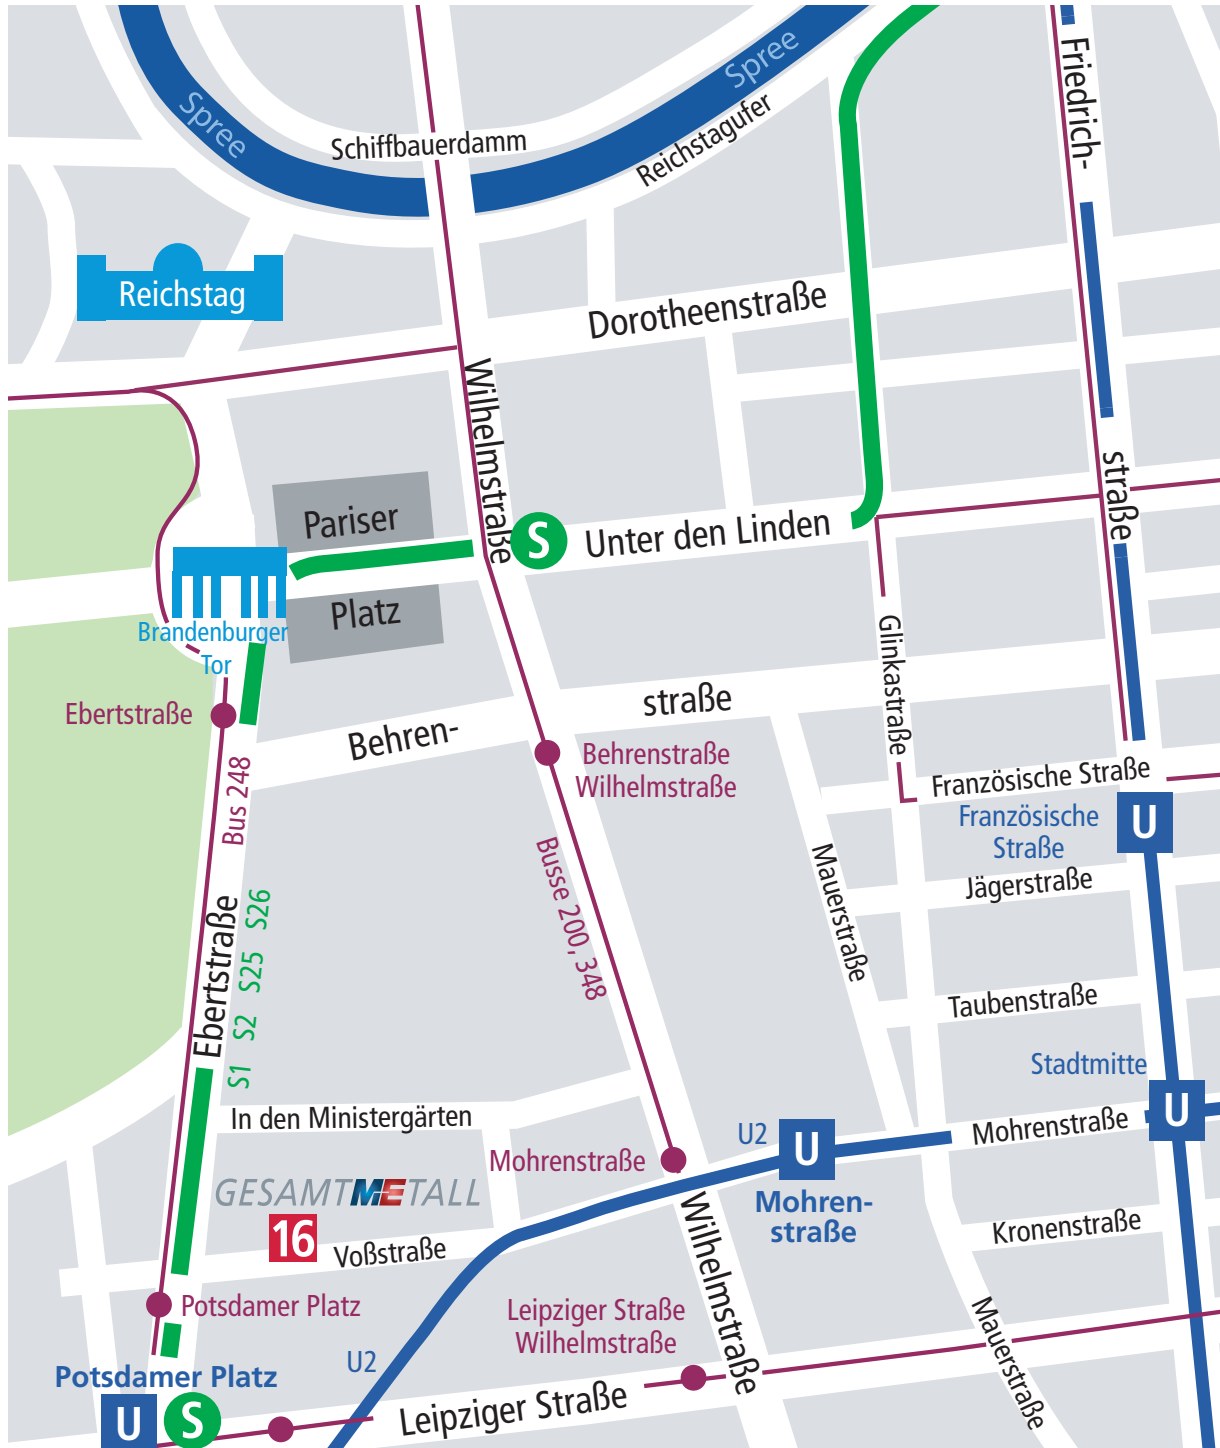 Spree
Spree
Friedrich-
Schiffbauerdamm
Reichstagufer
Reichstag
Dorotheenstraße
Wilhelmstraße
straße
Pariser
S
Unter den Linden
Platz
Brandenburger
Tor
Glinkastraße
Ebertstraße
Behren-
straße
Behrenstraße
Wilhelmstraße
Französische Straße
Französische
Straße
U
Bus 248
Busse 200, 348
Mauerstraße
Jägerstraße
Ebertstraße
S1 S2 S25 S26
Taubenstraße
Stadtmitte
U
In den Ministergärten
U2
U
Mohrenstraße
Mohrenstraße
Mohren-
straße
GESAMTMETALL
16
Voßstraße
Wilhelmstraße
Kronenstraße
Potsdamer Platz
Leipziger Straße
Wilhelmstraße
Mauerstraße
U2
Potsdamer Platz
U
S
Leipziger Straße